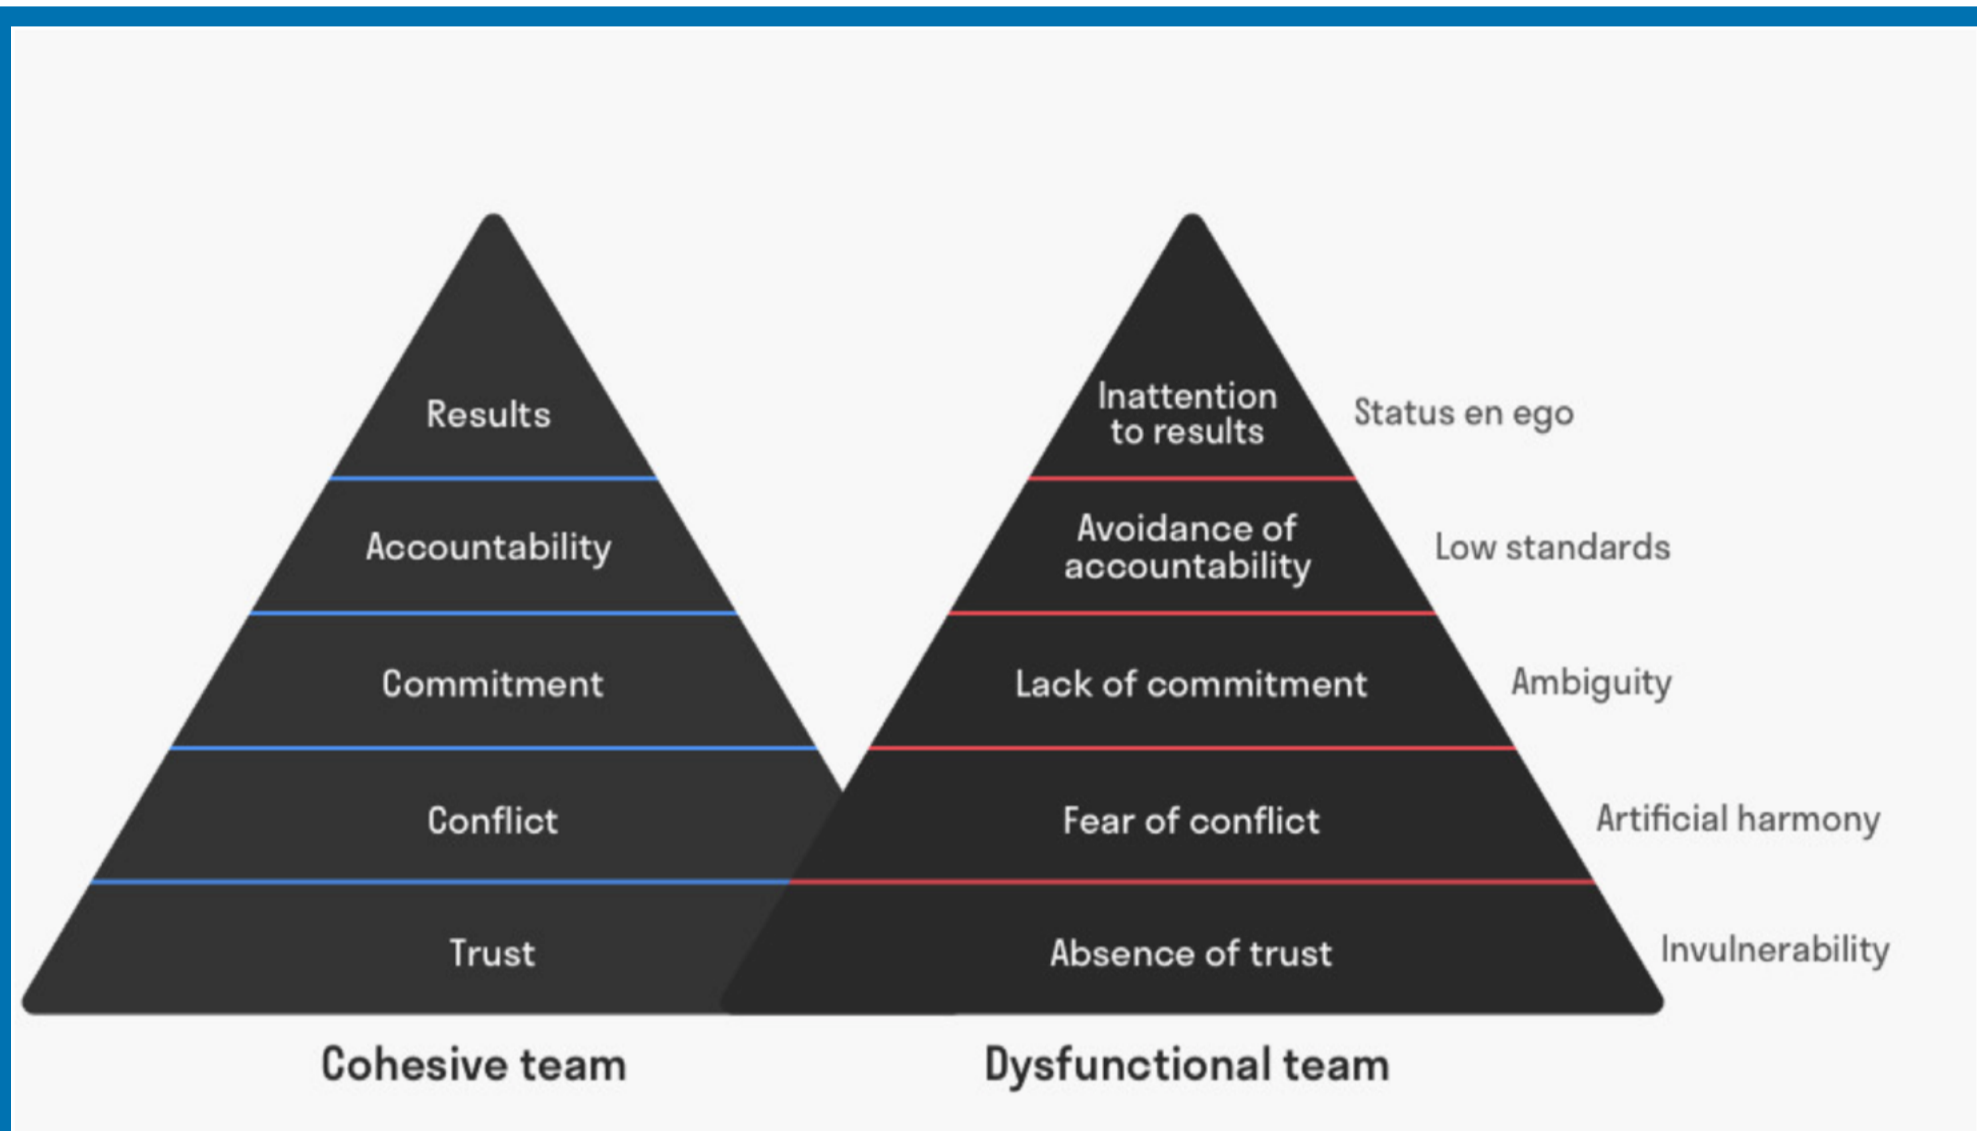 Results
Accountability
Commitment
Conflict
Trust
Cohesive team
Inattention
to results
Status en ego
Avoidance of
accountability
Low standards
Lack of commitment
Ambiguity
Fear of conflict
Artificial harmony
Absence of trust
Invulnerability
Dysfunctional team